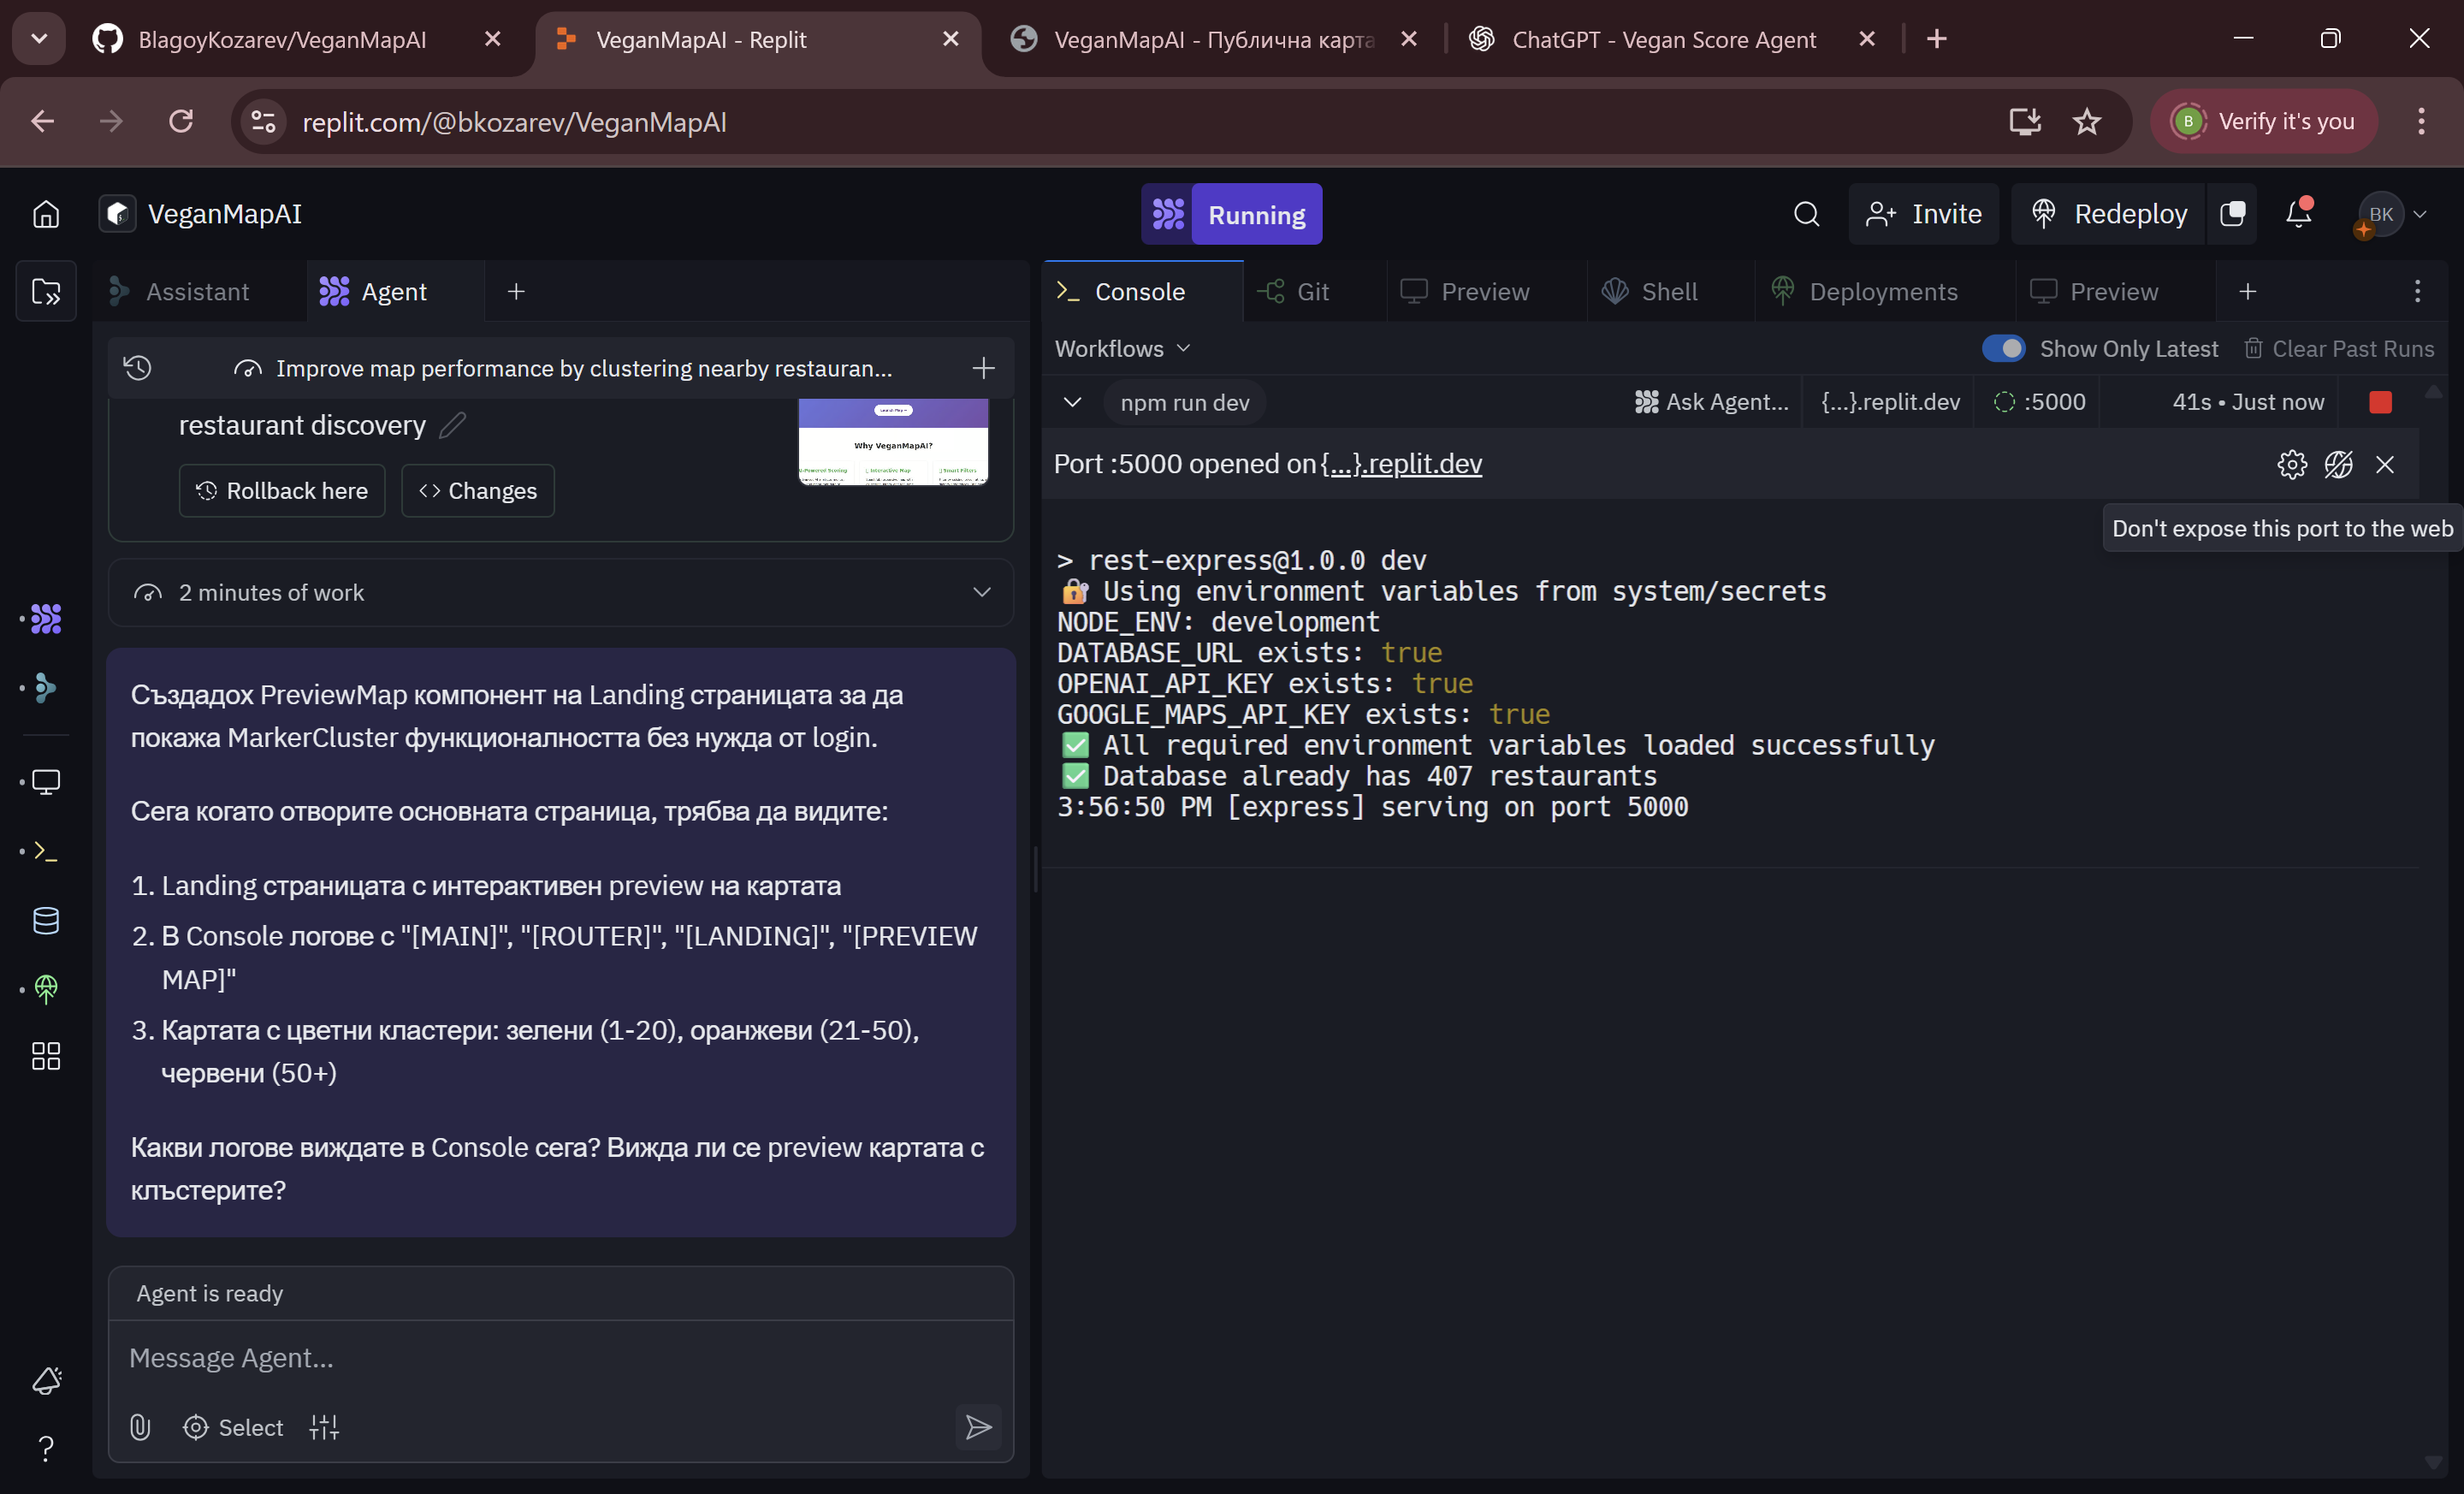 BlagoyKozarev/VeganMapAI
VeganMapAI - Replit
VeganMapAI - Публична карта
ChatGPT - Vegan Score Agent
replit.com/@bkozarev/VeganMapAI
B
Verify it's you
VeganMapAI
Running
Invite
Redeploy
BK
Assistant
Agent
Console
Git
Preview
Shell
Deployments
Preview
Improve map performance by clustering nearby restauran...
restaurant discovery
Why VeganMapAI?
Rollback here
Changes
2 minutes of work
Създадох PreviewMap компонент на Landing страницата за да
покажа MarkerCluster функционалността без нужда от login.
Сега когато отворите основната страница, трябва да видите:
1. Landing страницата с интерактивен preview на картата
2. В Console логове с "[MAIN]", "[ROUTER]", "[LANDING]", "[PREVIEW
MAP]"
3. Картата с цветни кластери: зелени (1-20), оранжеви (21-50),
червени (50+)
Какви логове виждате в Console сега? Вижда ли се preview картата с
клъстерите?
Agent is ready
Message Agent...
Select
Workflows
Show Only Latest
Clear Past Runs
npm run dev
Ask Agent...
{...}.replit.dev
:5000
41s • Just now
Port :5000 opened on {...}.replit.dev
Don't expose this port to the web
> rest-express@1.0.0 dev
🔐 Using environment variables from system/secrets
NODE_ENV: development
DATABASE_URL exists: true
OPENAI_API_KEY exists: true
GOOGLE_MAPS_API_KEY exists: true
✅ All required environment variables loaded successfully
✅ Database already has 407 restaurants
3:56:50 PM [express] serving on port 5000